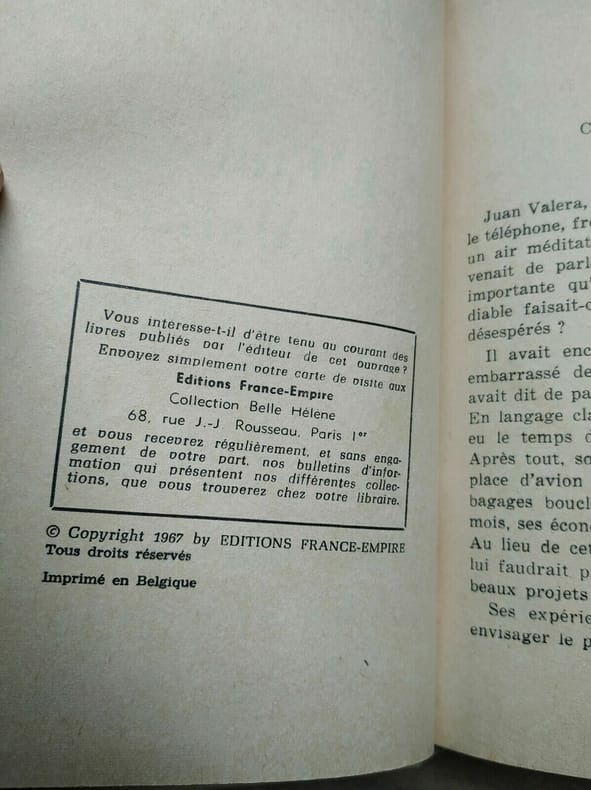 Vous intéresse-t-il d'être tenu au courant des
livres publiés par l'éditeur de cet ouvrage ?
Envoyez simplement votre carte de visite aux
Editions France-Empire
Collection Belle Hélène
68, rue J.-J. Rousseau, Paris 1er
et vous recevrez régulièrement, et sans enga-
gement de votre part, nos bulletins d'infor-
mation qui présentent nos différentes collec-
tions, que vous trouverez chez votre libraire.
© Copyright 1967 by EDITIONS FRANCE-EMPIRE
Tous droits réservés
Imprimé en Belgique
C
Juan Valera,
le téléphone, fr
un air méditat
venait de parl
importante qu'
diable faisait-
désespérés ?
Il avait enc
embarrassé de
avait dit de pa
En langage cla
eu le temps d
Après tout, so
place d'avion
bagages boucl
mois, ses écon
Au lieu de cet
lui faudrait p
beaux projets
Ses expérie
envisager le p